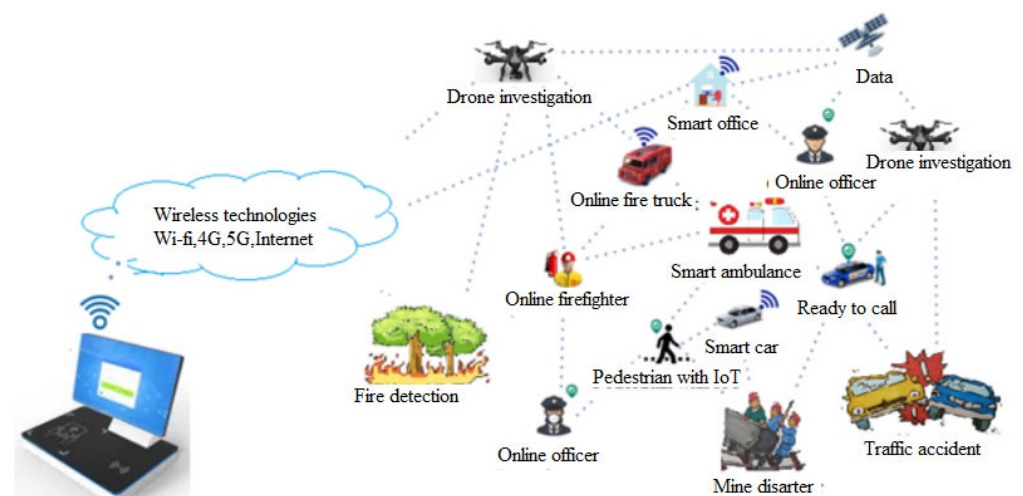 Data
Drone investigation
Smart office
Drone investigation
Online officer
Online fire truck
Wireless technologies
Wi-fi,4G,5G,Internet
Smart ambulance
Online firefighter
Ready to call
Smart car
Pedestrian with IoT
Fire detection
Traffic accident
Online officer
Mine disarter